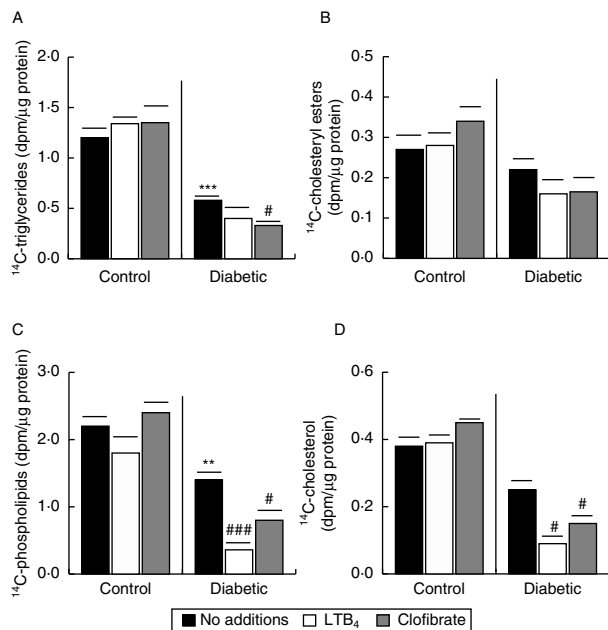 A
¹⁴C-triglycerides (dpm/µg protein)
2·0
1·5
1·0
0·5
0·0
***
#
Control
Diabetic
B
¹⁴C-cholesteryl esters
(dpm/µg protein)
0·5
0·4
0·3
0·2
0·1
0·0
Control
Diabetic
C
¹⁴C-phospholipids (dpm/µg protein)
3·0
2·0
1·0
0·0
**
###
#
Control
Diabetic
D
¹⁴C-cholesterol
(dpm/µg protein)
0·6
0·4
0·2
0·0
#
#
Control
Diabetic
No additions LTB₄ Clofibrate